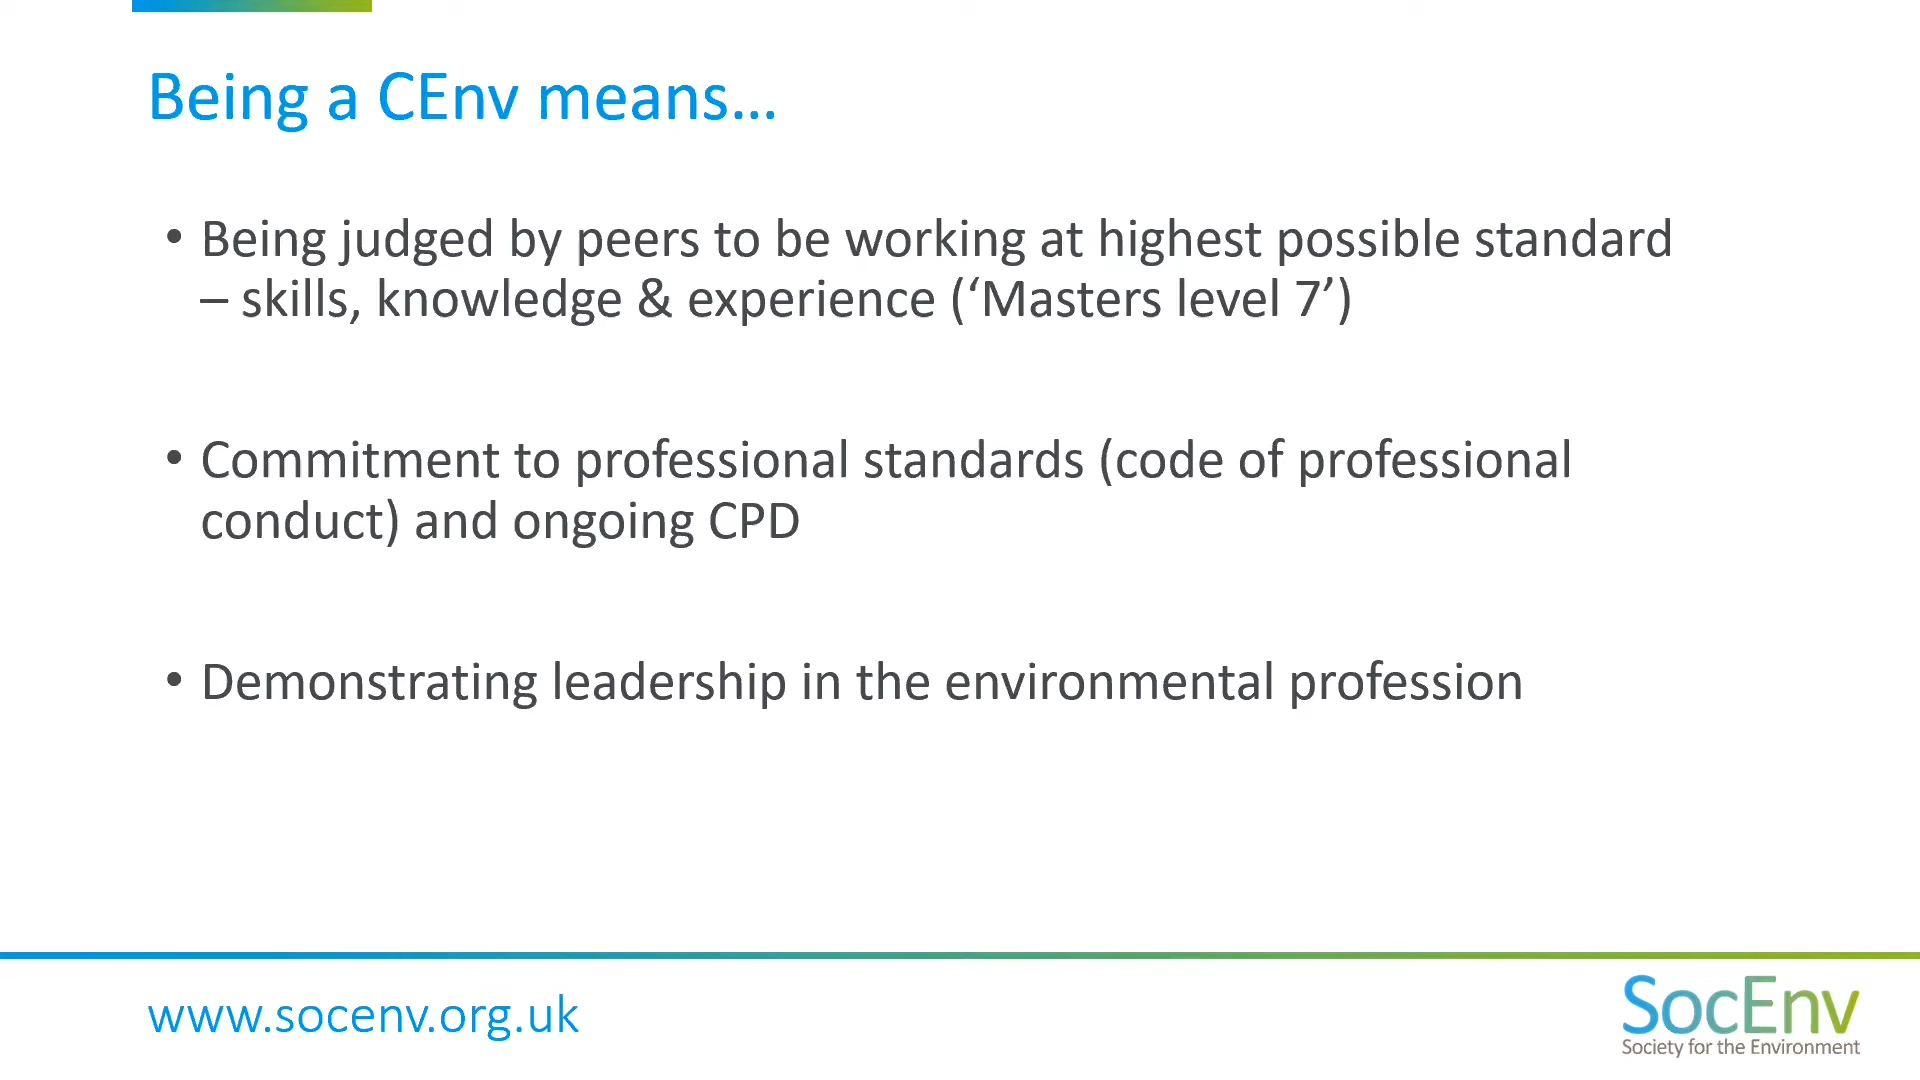 Being a CEnv means...
• Being judged by peers to be working at highest possible standard
– skills, knowledge & experience (‘Masters level 7’)
• Commitment to professional standards (code of professional
conduct) and ongoing CPD
• Demonstrating leadership in the environmental profession
www.socenv.org.uk
SocEnv
Society for the Environment